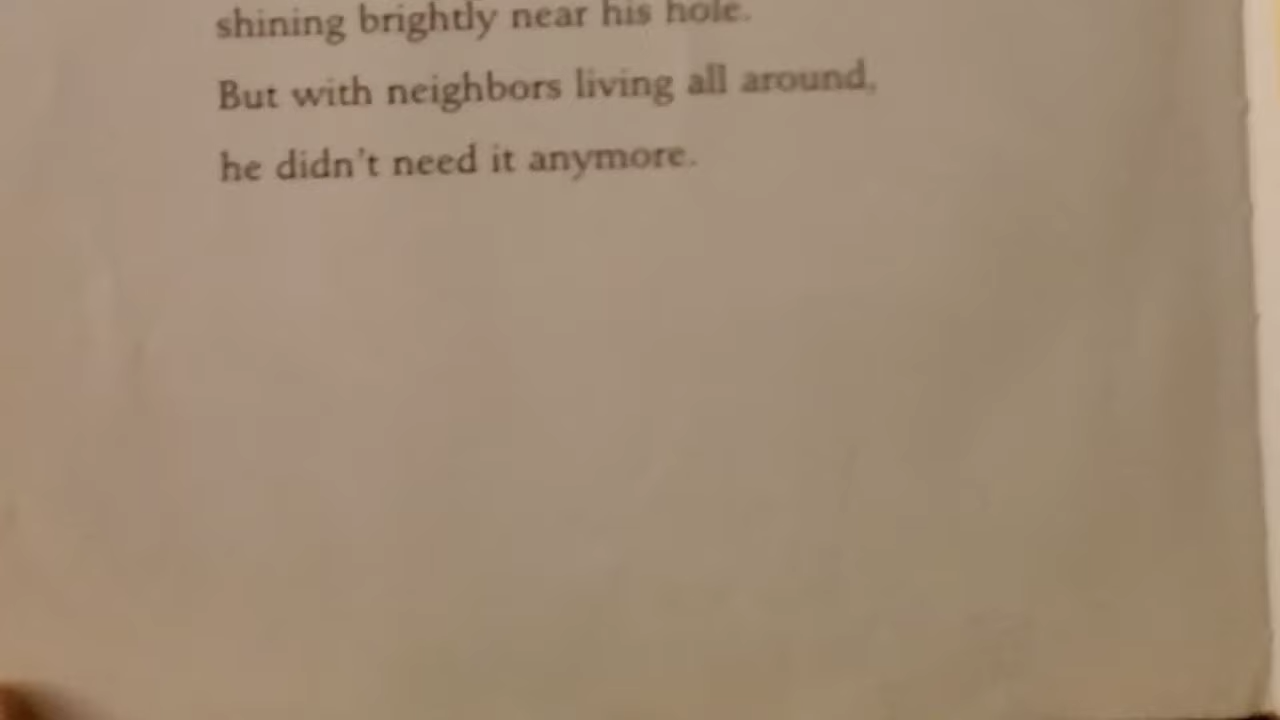 shining brightly near his hole.
But with neighbors living all around,
he didn't need it anymore.